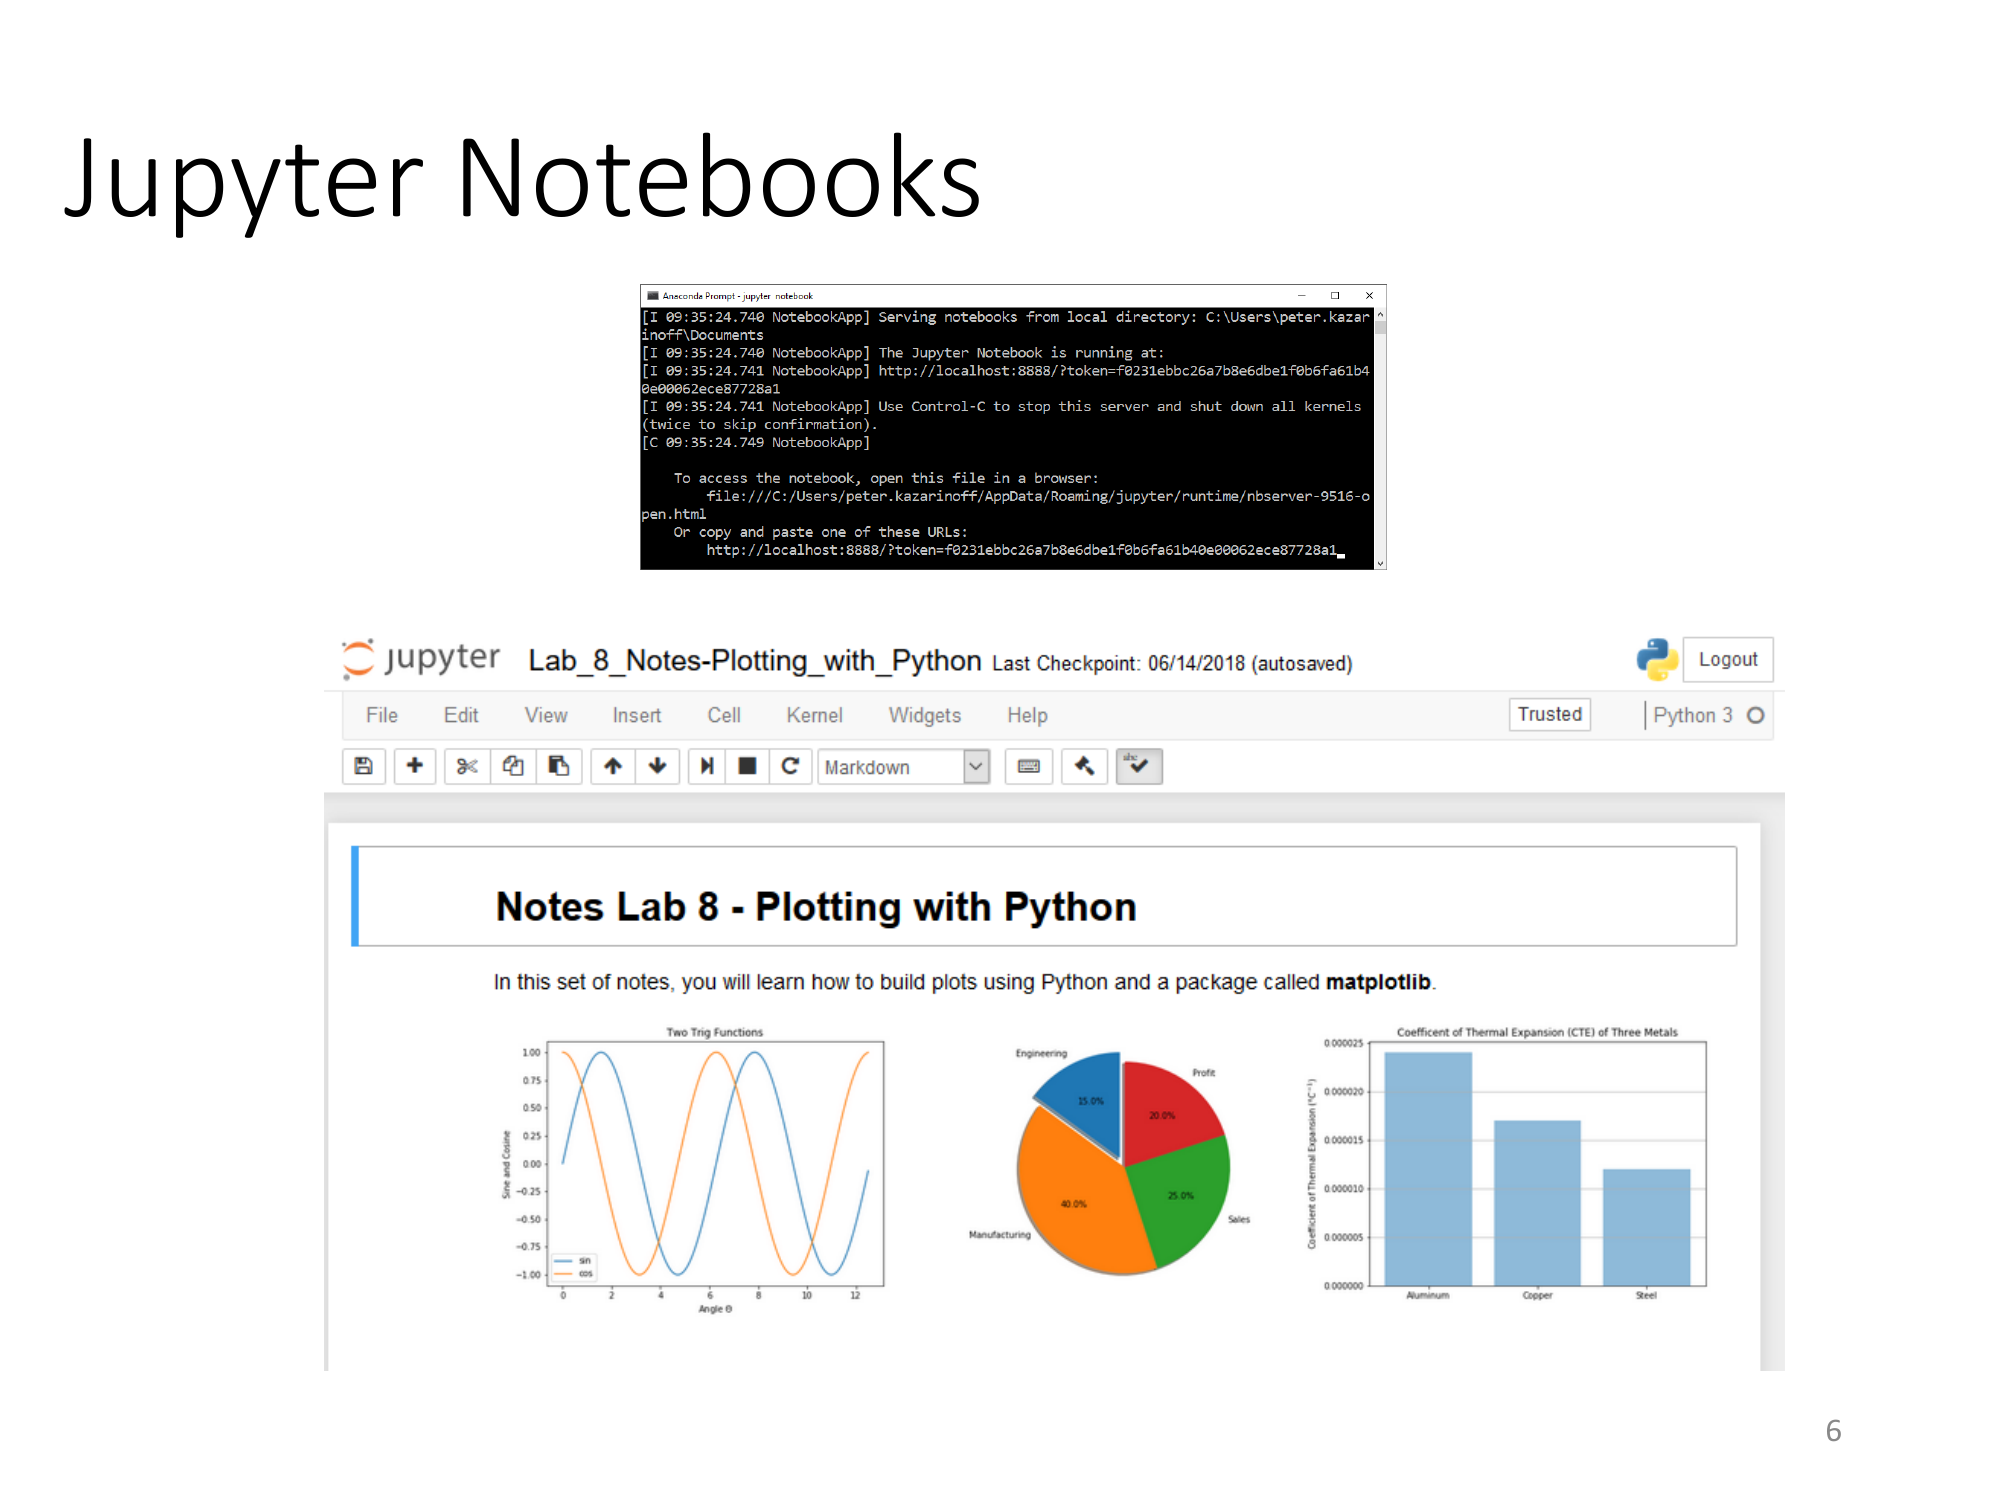 Jupyter Notebooks
Anaconda Prompt - jupyter notebook
[I 09:35:24.740 NotebookApp] Serving notebooks from local directory: C:\Users\peter.kazar
inoff\Documents
[I 09:35:24.740 NotebookApp] The Jupyter Notebook is running at:
[I 09:35:24.741 NotebookApp] http://localhost:8888/?token=f0231ebbc26a7b8e6dbe1f0b6fa61b4
0e00062ece87728a1
[I 09:35:24.741 NotebookApp] Use Control-C to stop this server and shut down all kernels
(twice to skip confirmation).
[C 09:35:24.749 NotebookApp]
To access the notebook, open this file in a browser:
file:///C:/Users/peter.kazarinoff/AppData/Roaming/jupyter/runtime/nbserver-9516-o
pen.html
Or copy and paste one of these URLs:
http://localhost:8888/?token=f0231ebbc26a7b8e6dbe1f0b6fa61b40e00062ece87728a1
jupyter Lab_8_Notes-Plotting_with_Python Last Checkpoint: 06/14/2018 (autosaved) Logout
File Edit View Insert Cell Kernel Widgets Help Trusted Python 3
Markdown abc
Notes Lab 8 - Plotting with Python
In this set of notes, you will learn how to build plots using Python and a package called matplotlib.
Two Trig Functions
1.00
0.75
0.50
0.25
0.00
−0.25
−0.50
−0.75
−1.00
Sine and Cosine
sin
cos
0 2 4 6 8 10 12
Angle Θ
Engineering
Profit
15.0%
20.0%
40.0%
25.0%
Sales
Manufacturing
Coefficent of Thermal Expansion (CTE) of Three Metals
0.000025
0.000020
0.000015
0.000010
0.000005
0.000000
Coefficient of Thermal Expansion (°C⁻¹)
Aluminum Copper Steel
6